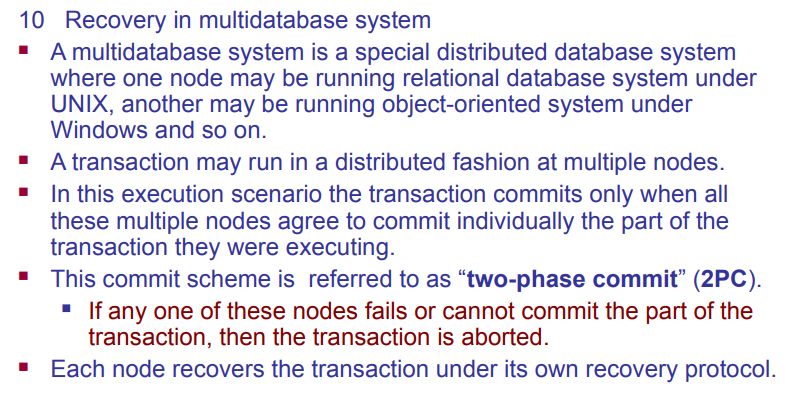 10 Recovery in multidatabase system
A multidatabase system is a special distributed database system
where one node may be running relational database system under
UNIX, another may be running object-oriented system under
Windows and so on.
A transaction may run in a distributed fashion at multiple nodes.
In this execution scenario the transaction commits only when all
these multiple nodes agree to commit individually the part of the
transaction they were executing.
This commit scheme is referred to as “two-phase commit” (2PC).
If any one of these nodes fails or cannot commit the part of the
transaction, then the transaction is aborted.
Each node recovers the transaction under its own recovery protocol.